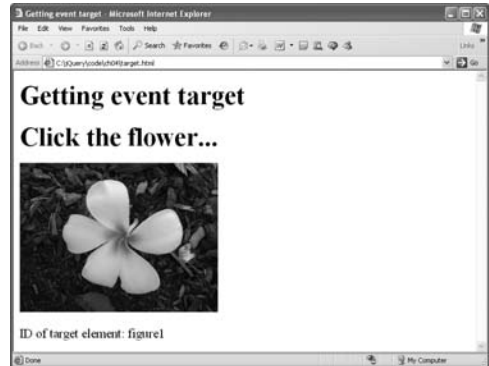 Getting event target - Microsoft Internet Explorer
File Edit View Favorites Tools Help
Back Search Favorites Links
Address C:\jQuery\code\ch04\target.html Go
Getting event target
Click the flower...
ID of target element: figure1
Done My Computer